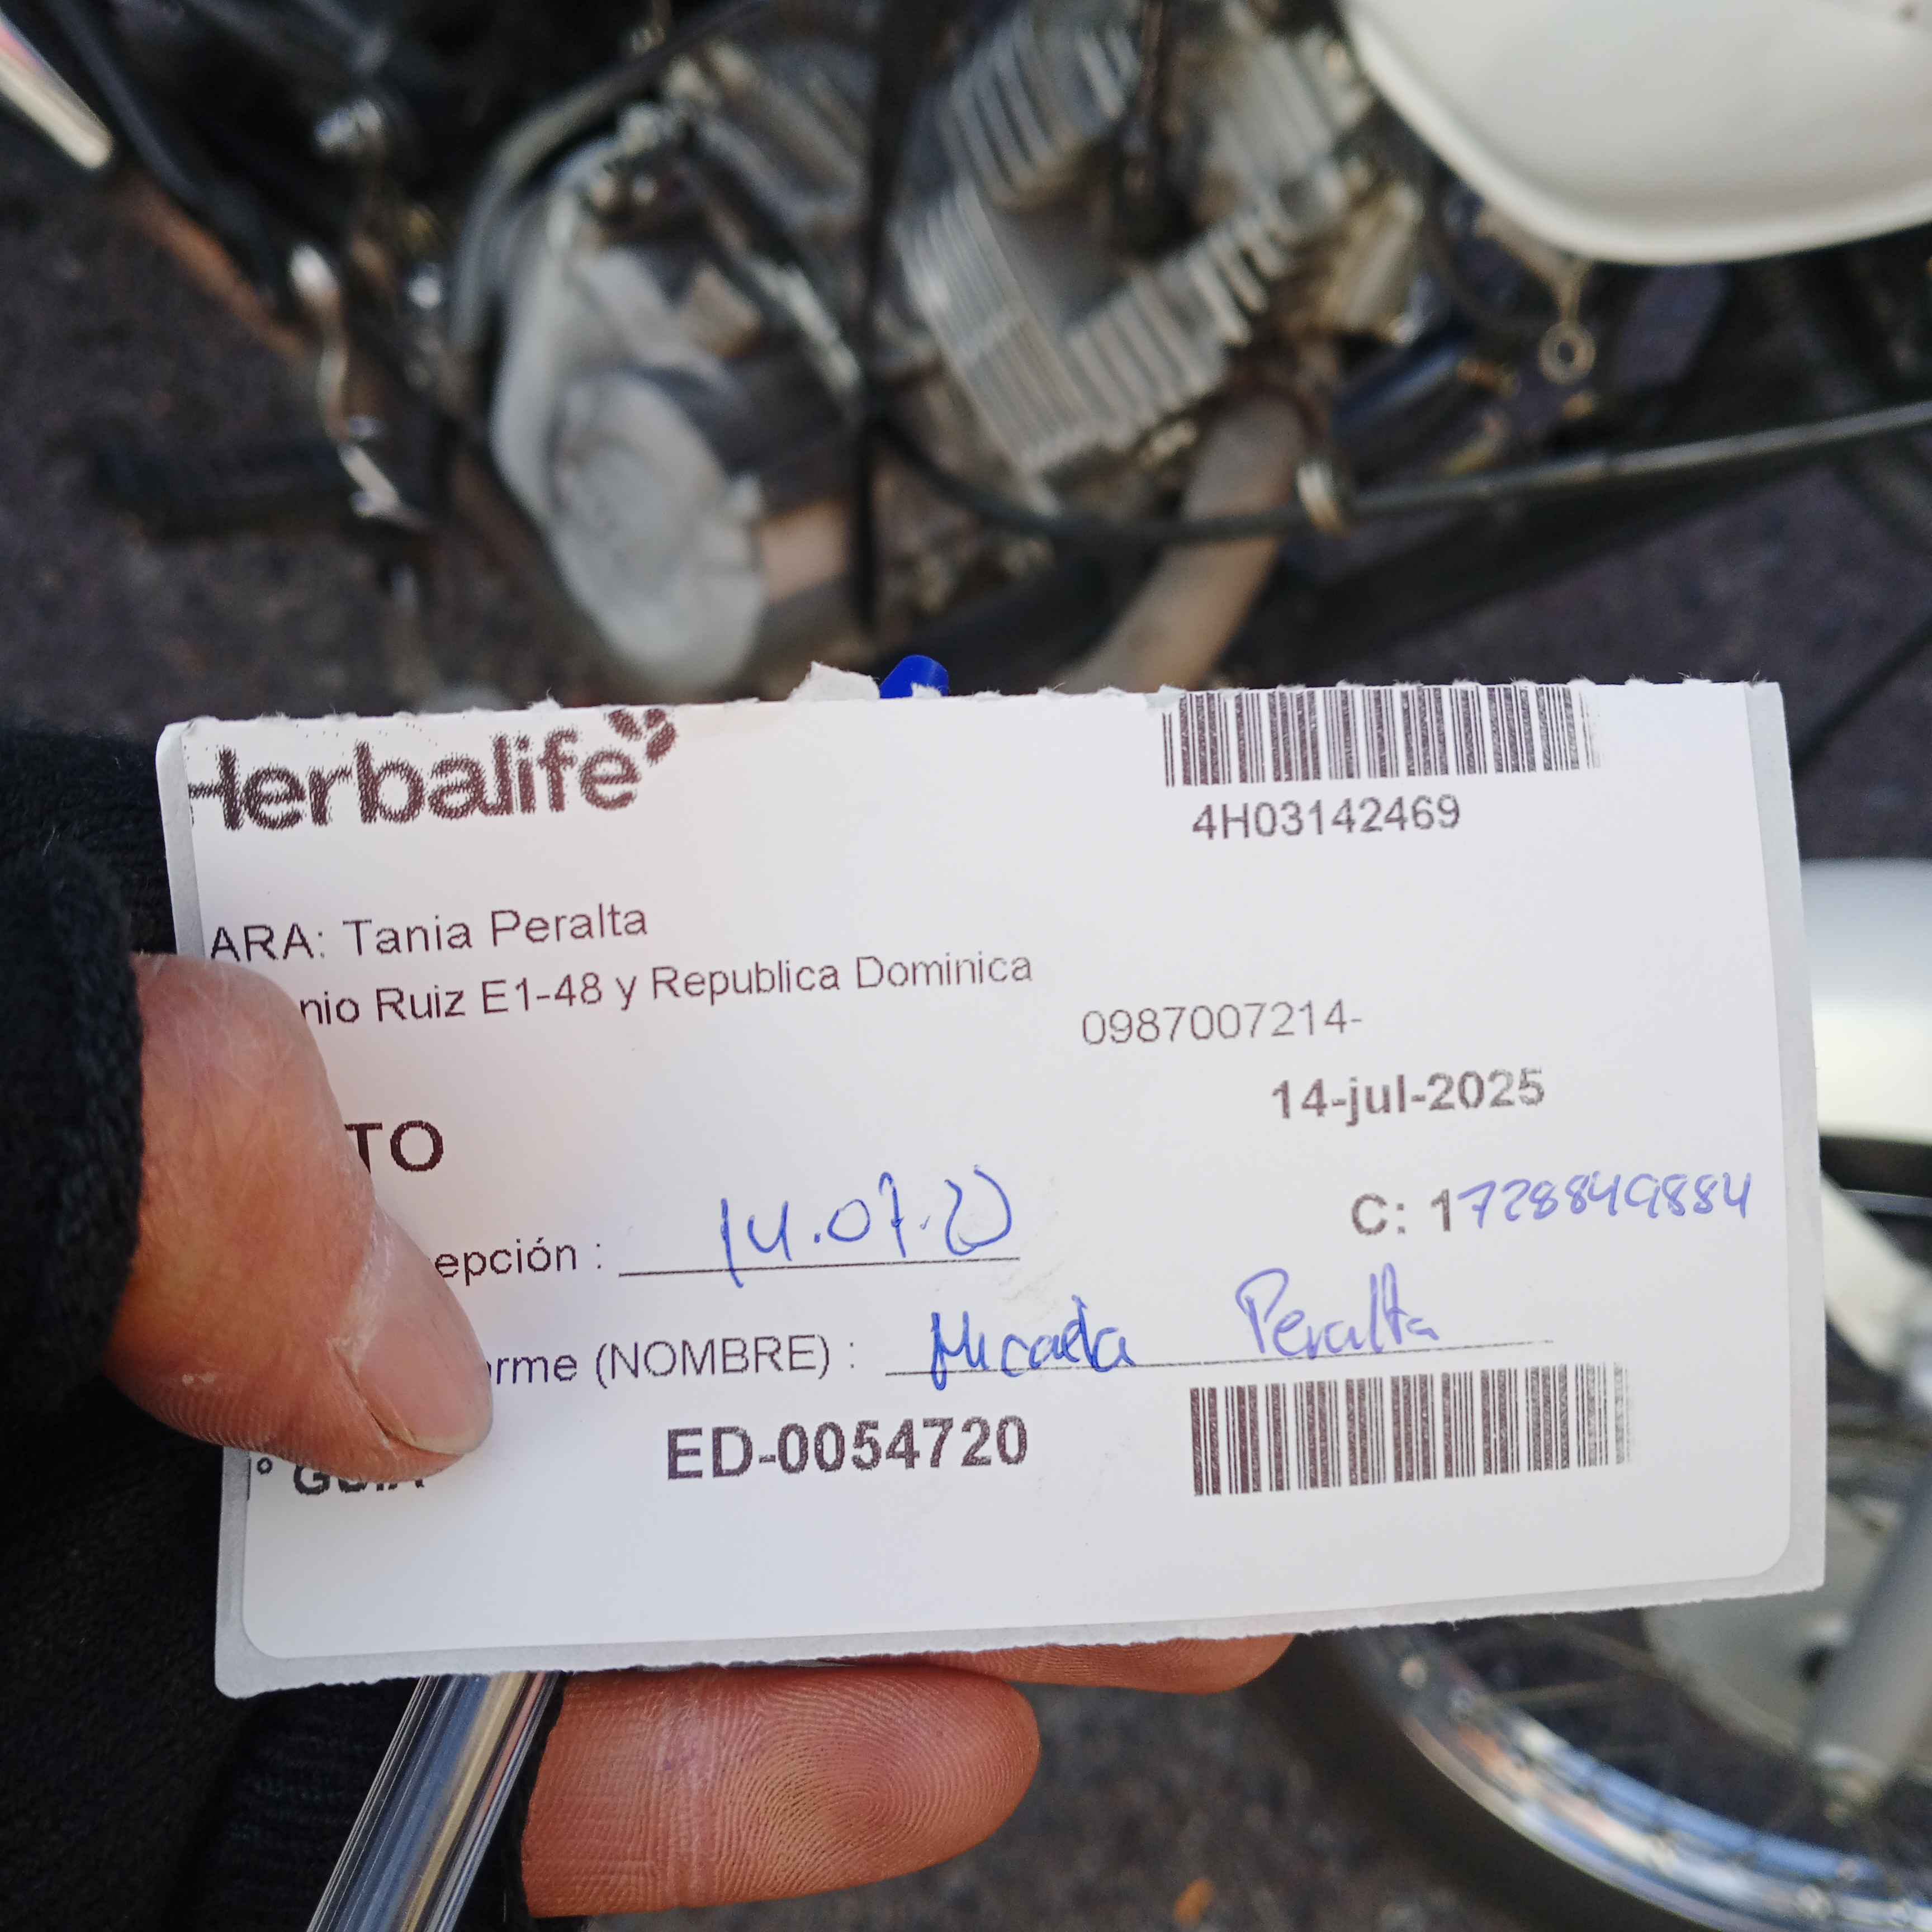 Herbalife
4H03142469
ARA: Tania Peralta
nio Ruiz E1-48 y Republica Dominica
0987007214-
14-jul-2025
TO
C: 1728849884
epción : 14.07.
rme (NOMBRE) : Micaela Peralta
° GUIA ED-0054720